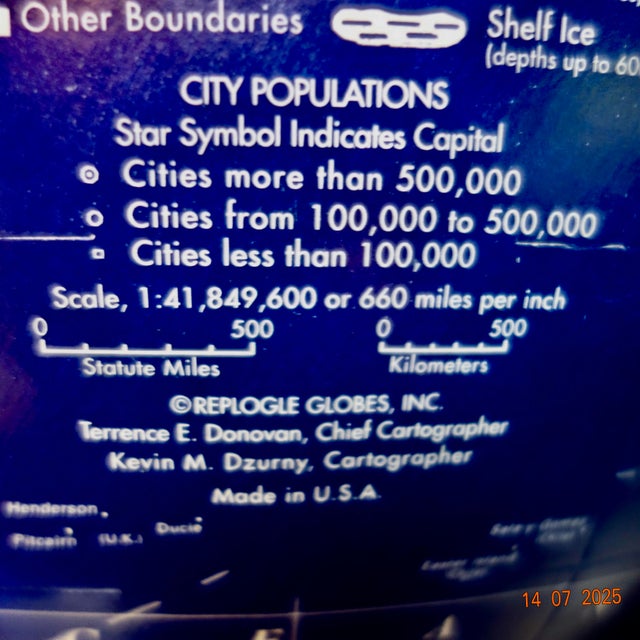 Other Boundaries
Shelf Ice
(depths up to 60
CITY POPULATIONS
Star Symbol Indicates Capital
Cities more than 500,000
Cities from 100,000 to 500,000
Cities less than 100,000
Scale, 1:41,849,600 or 660 miles per inch
0 500
Statute Miles
0 500
Kilometers
©REPLOGLE GLOBES, INC.
Terrence E. Donovan, Chief Cartographer
Kevin M. Dzurny, Cartographer
Made in U.S.A.
Henderson
Ducie
Pitcairn (U.K.)
14 07 2025